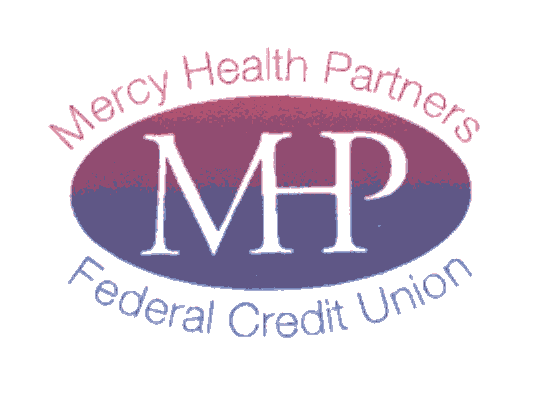 Mercy Health Partners
MHP
Federal Credit Union